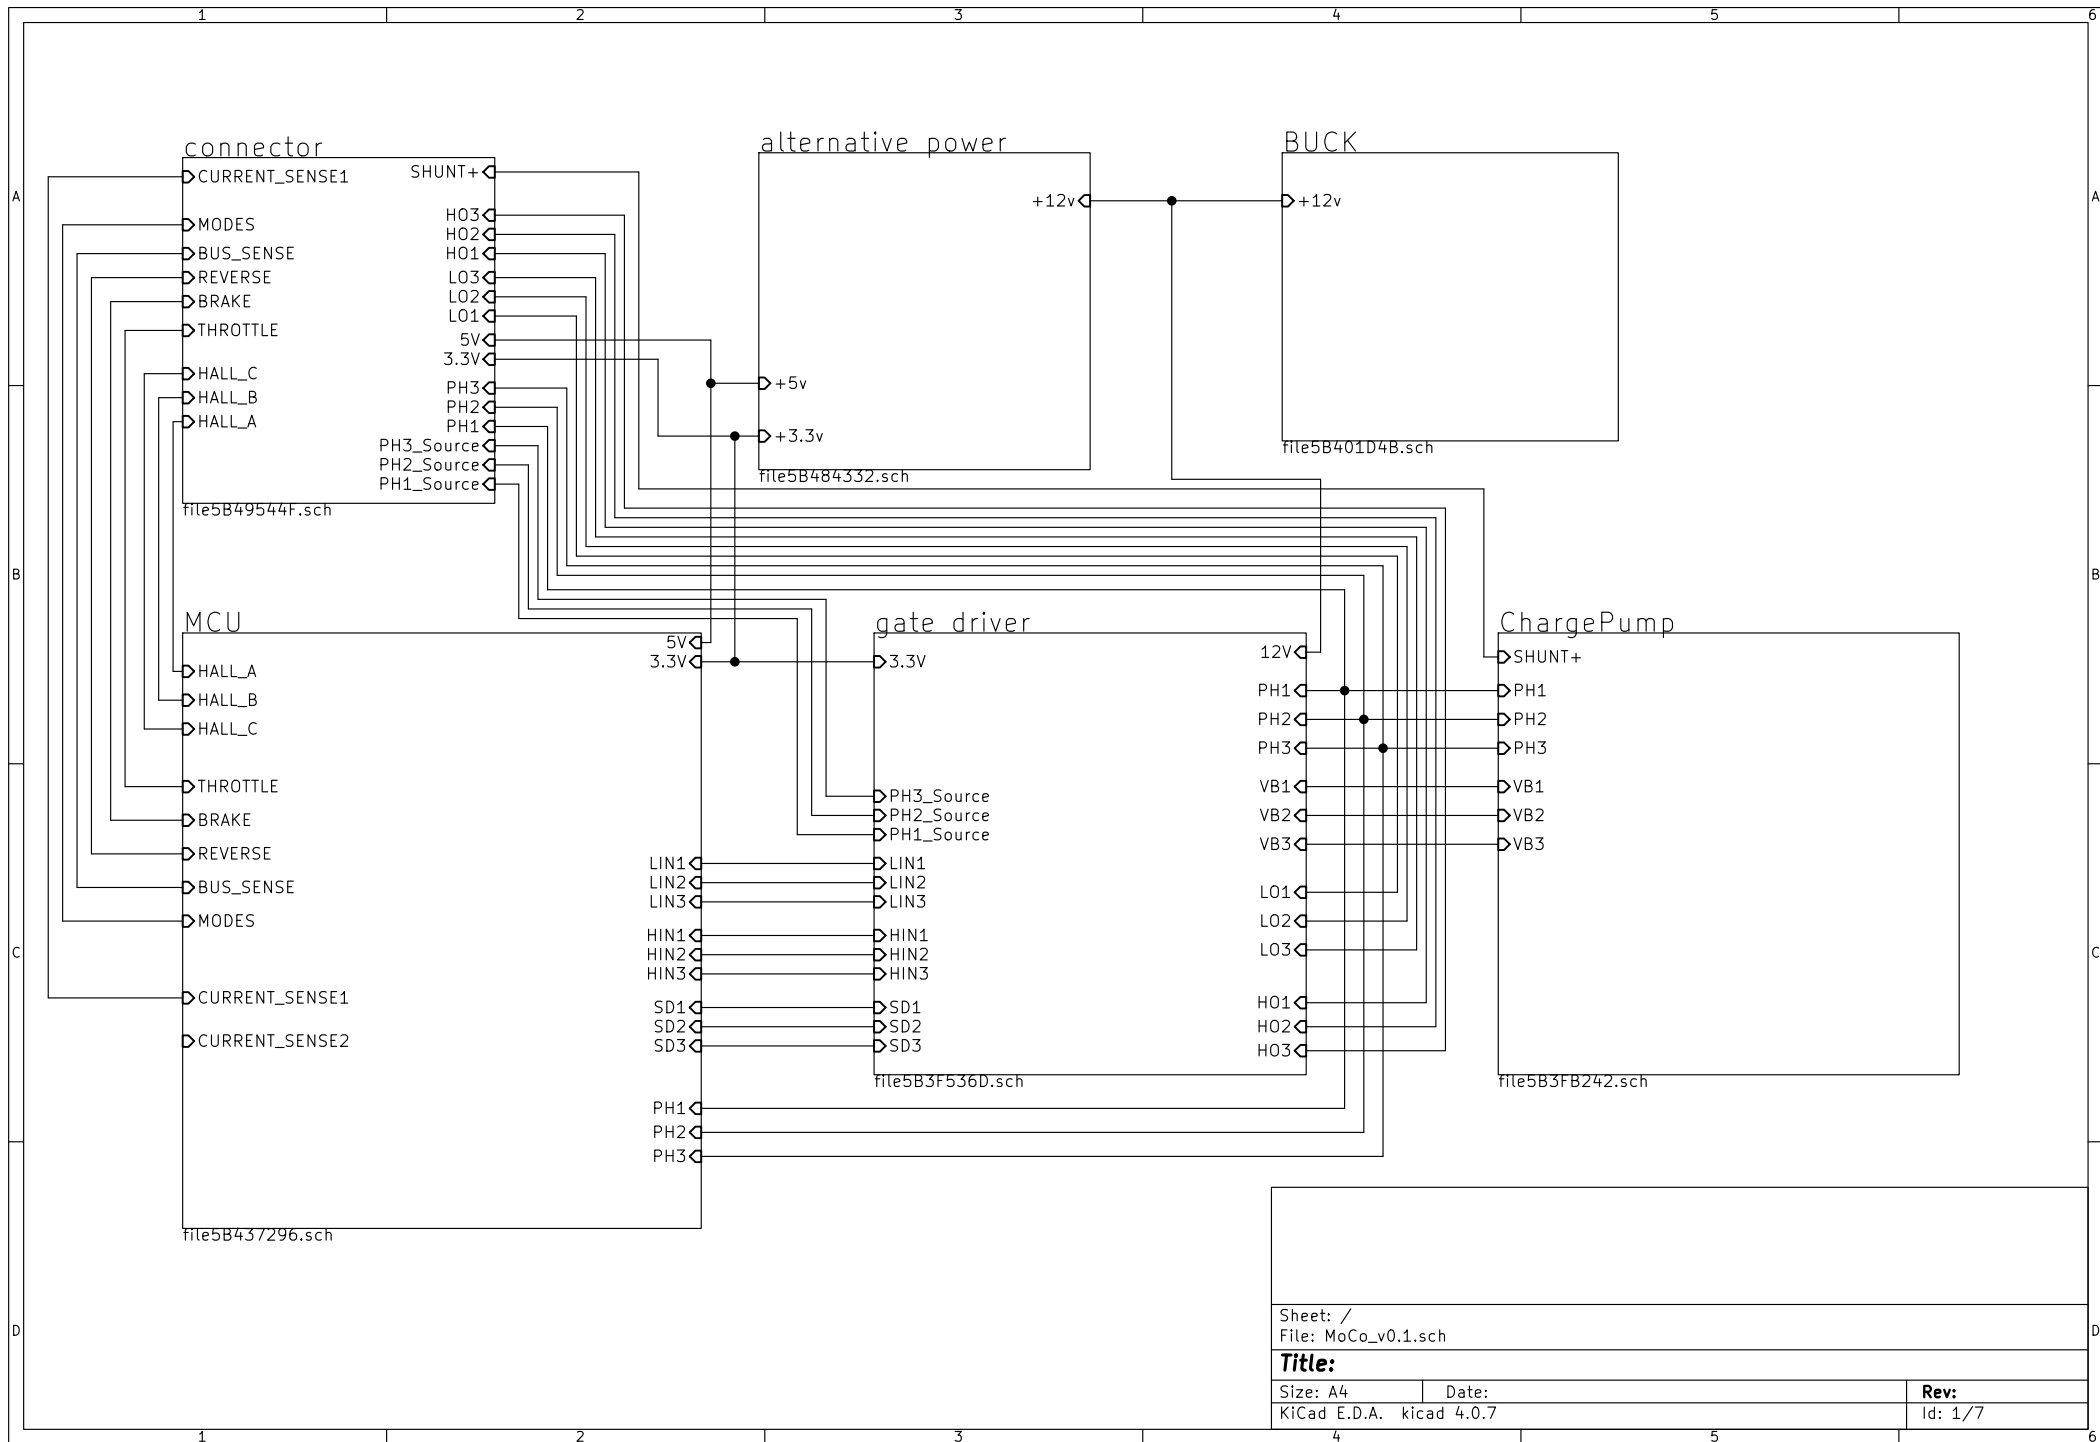 1 2 3 4 5 6
A
B
C
D
A
B
C
D
connector
CURRENT_SENSE1
MODES
BUS_SENSE
REVERSE
BRAKE
THROTTLE
HALL_C
HALL_B
HALL_A
SHUNT+
HO3
HO2
HO1
LO3
LO2
LO1
5V
3.3V
PH3
PH2
PH1
PH3_Source
PH2_Source
PH1_Source
file5B49544F.sch
alternative power
+12v
+5v
+3.3v
file5B484332.sch
BUCK
+12v
file5B401D4B.sch
MCU
HALL_A
HALL_B
HALL_C
THROTTLE
BRAKE
REVERSE
BUS_SENSE
MODES
CURRENT_SENSE1
CURRENT_SENSE2
5V
3.3V
LIN1
LIN2
LIN3
HIN1
HIN2
HIN3
SD1
SD2
SD3
PH1
PH2
PH3
file5B437296.sch
gate driver
3.3V
PH3_Source
PH2_Source
PH1_Source
LIN1
LIN2
LIN3
HIN1
HIN2
HIN3
SD1
SD2
SD3
12V
PH1
PH2
PH3
VB1
VB2
VB3
LO1
LO2
LO3
HO1
HO2
HO3
file5B3F536D.sch
ChargePump
SHUNT+
PH1
PH2
PH3
VB1
VB2
VB3
file5B3FB242.sch
Sheet: /
File: MoCo_v0.1.sch
Title:
Size: A4 Date: Rev:
KiCad E.D.A. kicad 4.0.7 Id: 1/7
1 2 3 4 5 6